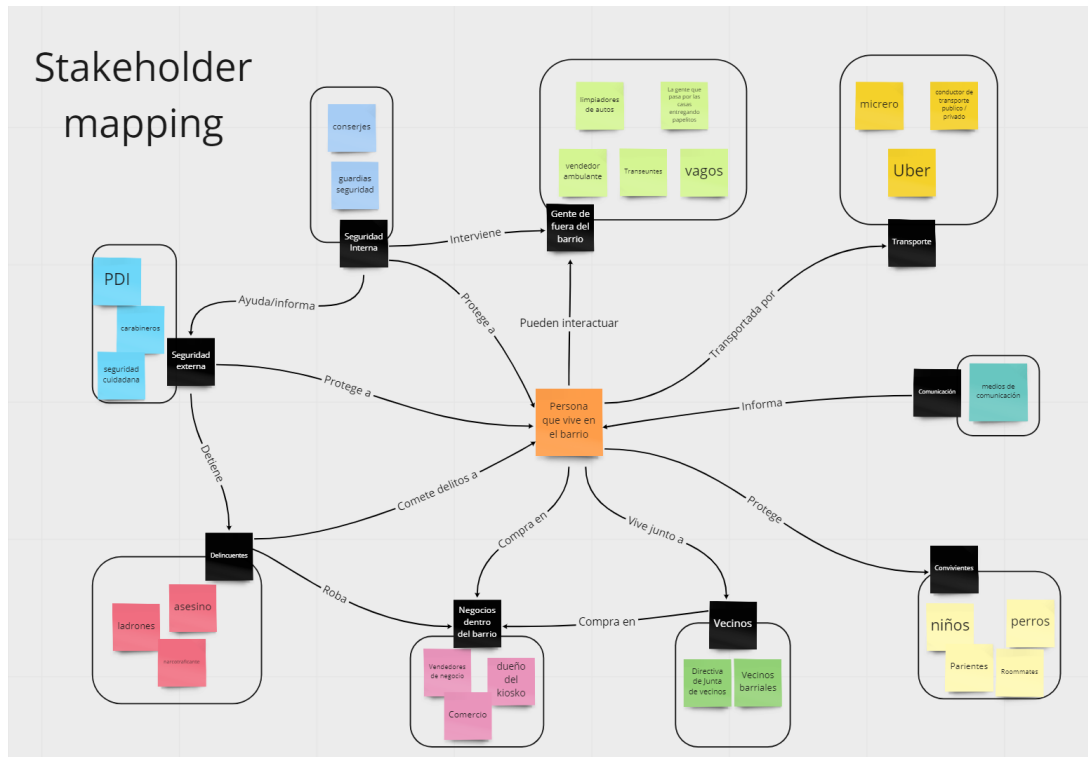 Stakeholder
mapping
conserjes
guardias
seguridad
Seguridad
Interna
limpiadores
de autos
La gente que
pasa por las
casas
entregando
papelitos
vendedor
ambulante
Transeuntes
vagos
Gente de
fuera del
barrio
micrero
conductor de
transporte
publico /
privado
Uber
Transporte
Interviene
Ayuda/informa
Protege a
Pueden interactuar
Transportada por
PDI
carabineros
seguridad
cuidadana
Seguridad
externa
Protege a
Persona
que vive en
el barrio
Informa
Comunicación
medios de
comunicación
Detiene
Comete delitos a
Compra en
Vive junto a
Protege
Delincuentes
asesino
ladrones
narcotraficante
Roba
Negocios
dentro
del barrio
Vendedores
de negocio
dueño
del
kiosko
Comercio
Compra en
Vecinos
Directiva
de Junta
de vecinos
Vecinos
barriales
Convivientes
niños
perros
Parientes
Roommates